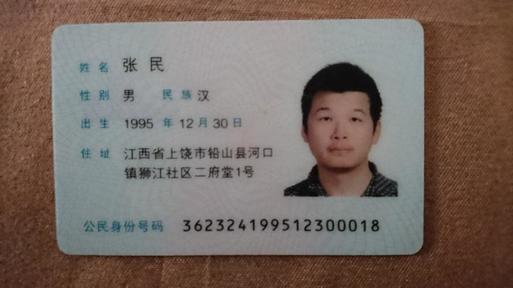 姓名 张民
性别 男 民族 汉
出生 1995 年 12 月 30 日
住址 江西省上饶市铅山县河口
镇狮江社区二府堂1号
公民身份号码 362324199512300018